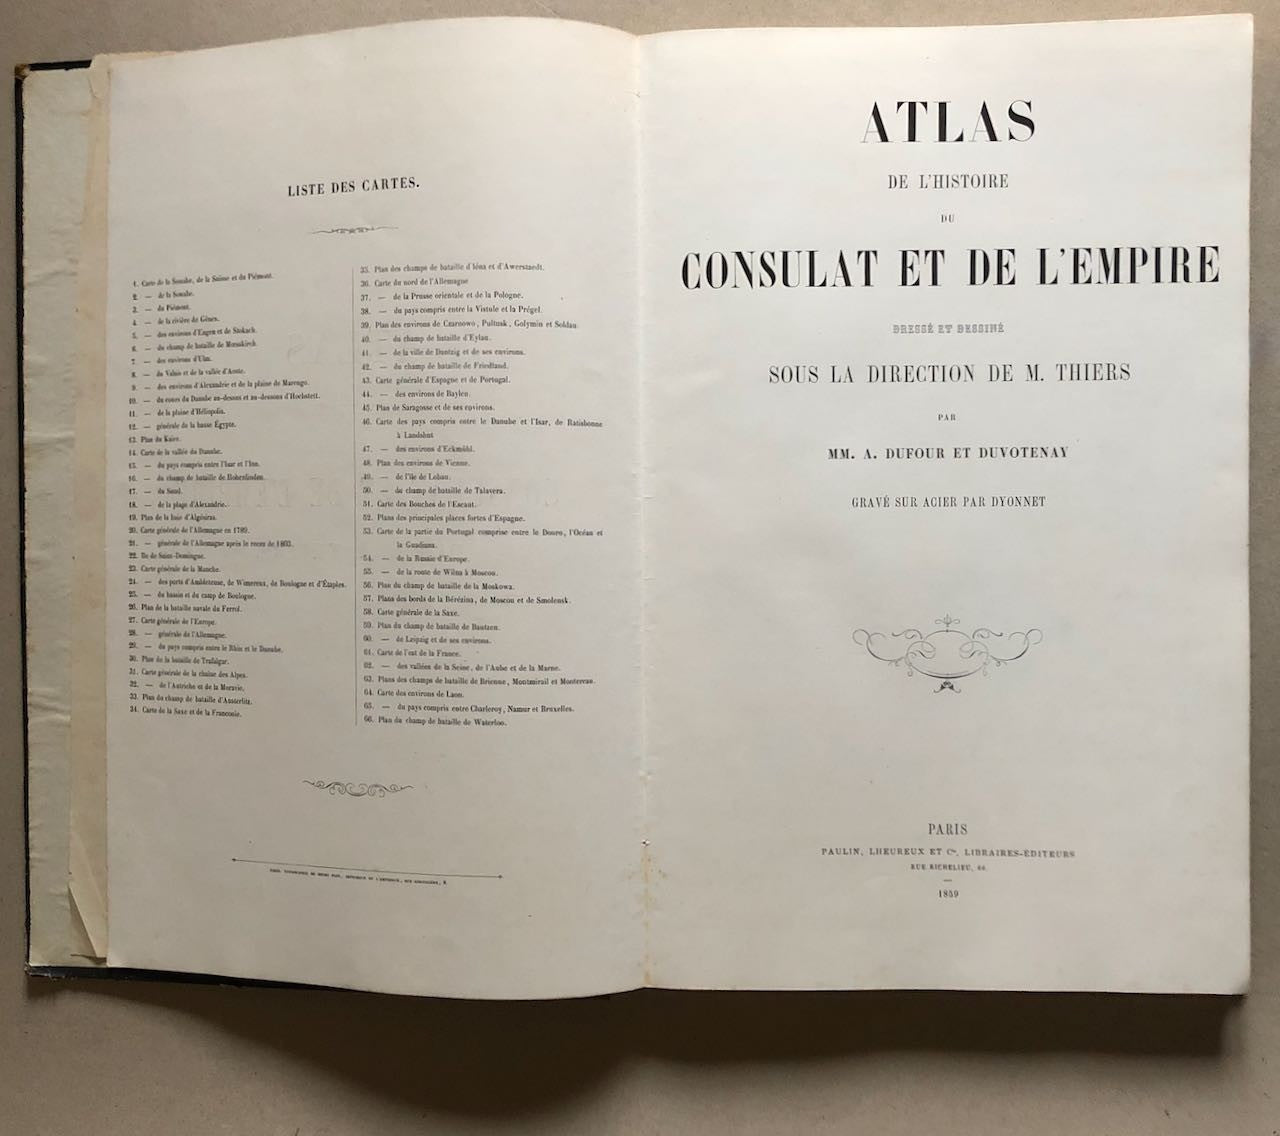 LISTE DES CARTES.
1. Carte de la Souabe, de la Suisse et du Piémont.
2. — de la Souabe.
3. — du Piémont.
4. — de la rivière de Gênes.
5. — des environs d'Engen et de Stokach.
6. — du champ de bataille de Mœsskirch.
7. — des environs d'Ulm.
8. — du Valais et de la vallée d'Aoste.
9. — des environs d'Alexandrie et de la plaine de Marengo.
10. — du cours du Danube au-dessus et au-dessous d'Hochstett.
11. — de la plaine d'Héliopolis.
12. — générale de la basse Égypte.
13. Plan du Kaire.
14. Carte de la vallée du Danube.
15. — du pays compris entre l'Isar et l'Inn.
16. — du champ de bataille de Hohenlinden.
17. — du Sund.
18. — de la plage d'Alexandrie.
19. Plan de la baie d'Algésiras.
20. Carte générale de l'Allemagne en 1789.
21. — générale de l'Allemagne après le recez de 1803.
22. Ile de Saint-Domingue.
23. Carte générale de la Manche.
24. — des ports d'Ambleteuse, de Wimereux, de Boulogne et d'Étaples.
25. — du bassin et du camp de Boulogne.
26. Plan de la bataille navale du Ferrol.
27. Carte générale de l'Europe.
28. — générale de l'Allemagne.
29. — du pays compris entre le Rhin et le Danube.
30. Plan de la bataille de Trafalgar.
31. Carte générale de la chaîne des Alpes.
32. — de l'Autriche et de la Moravie.
33. Plan du champ de bataille d'Austerlitz.
34. Carte de la Saxe et de la Franconie.
35. Plan des champs de bataille d'Iéna et d'Awerstaedt.
36. Carte du nord de l'Allemagne
37. — de la Prusse orientale et de la Pologne.
38. — du pays compris entre la Vistule et la Prégel.
39. Plan des environs de Czarnowo, Pultusk, Golymin et Soldau.
40. — du champ de bataille d'Eylau.
41. — de la ville de Dantzig et de ses environs.
42. — du champ de bataille de Friedland.
43. Carte générale d'Espagne et de Portugal.
44. — des environs de Baylen.
45. Plan de Saragosse et de ses environs.
46. Carte des pays compris entre le Danube et l'Isar, de Ratisbonne
à Landshut
47. — des environs d'Eckmühl.
48. Plan des environs de Vienne.
49. — de l'île de Lobau.
50. — du champ de bataille de Talavera.
51. Carte des Bouches de l'Escaut.
52. Plans des principales places fortes d'Espagne.
53. Carte de la partie du Portugal comprise entre le Douro, l'Océan et
la Guadiana.
54. — de la Russie d'Europe.
55. — de la route de Wilna à Moscou.
56. Plan du champ de bataille de la Moskowa.
57. Plans des bords de la Bérézina, de Moscou et de Smolensk.
58. Carte générale de la Saxe.
59. Plan du champ de bataille de Bautzen.
60. — de Leipzig et de ses environs.
61. Carte de l'est de la France.
62. — des vallées de la Seine, de l'Aube et de la Marne.
63. Plans des champs de bataille de Brienne, Montmirail et Montereau.
64. Carte des environs de Laon.
65. — du pays compris entre Charleroy, Namur et Bruxelles.
66. Plan du champ de bataille de Waterloo.
PARIS. TYPOGRAPHIE DE HENRI PLON, IMPRIMEUR DE L'EMPEREUR, RUE GARANCIÈRE, 8.
ATLAS
DE L'HISTOIRE
DU
CONSULAT ET DE L'EMPIRE
DRESSÉ ET DESSINÉ
SOUS LA DIRECTION DE M. THIERS
PAR
MM. A. DUFOUR ET DUVOTENAY
GRAVÉ SUR ACIER PAR DYONNET
PARIS
PAULIN, LHEUREUX ET Cie, LIBRAIRES-ÉDITEURS
RUE RICHELIEU, 60.
1859